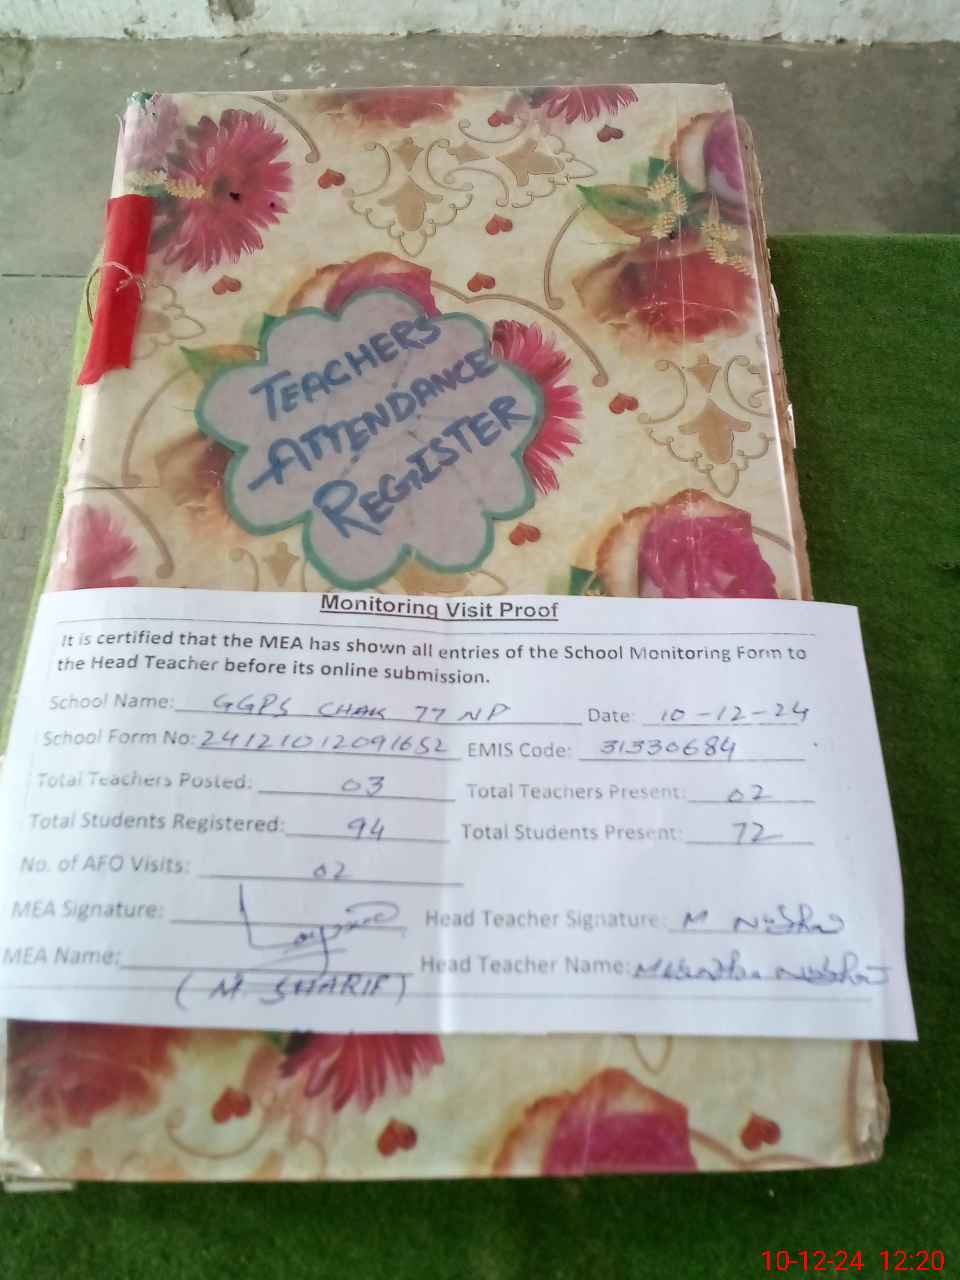 TEACHERS
ATTENDANCE
REGISTER
Monitoring Visit Proof
It is certified that the MEA has shown all entries of the School Monitoring Form to
the Head Teacher before its online submission.
School Name: GGPS CHAK 77 NP Date: 10-12-24
School Form No: 24121012091652 EMIS Code: 31330684
Total Teachers Posted: 03 Total Teachers Present: 02
Total Students Registered: 94 Total Students Present: 72
No. of AFO Visits: 02
MEA Signature: Head Teacher Signature: M
MEA Name: Head Teacher Name:
(M SHARIF)
10-12-24 12:20